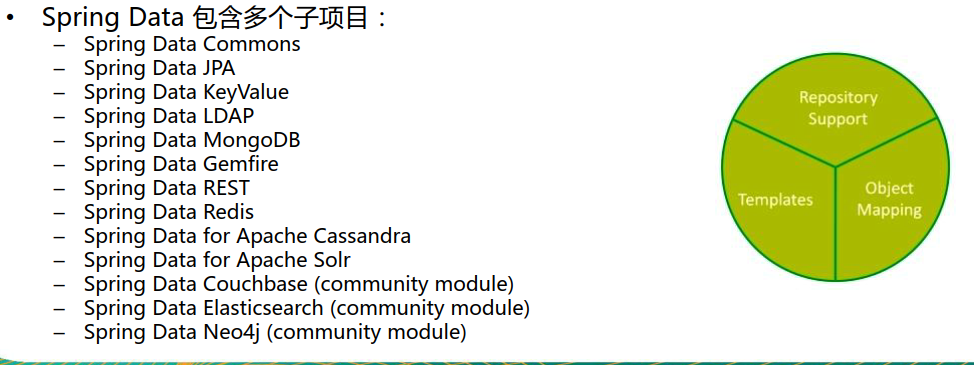 • Spring Data 包含多个子项目：
– Spring Data Commons
– Spring Data JPA
– Spring Data KeyValue
– Spring Data LDAP
– Spring Data MongoDB
– Spring Data Gemfire
– Spring Data REST
– Spring Data Redis
– Spring Data for Apache Cassandra
– Spring Data for Apache Solr
– Spring Data Couchbase (community module)
– Spring Data Elasticsearch (community module)
– Spring Data Neo4j (community module)
Repository
Support
Templates
Object
Mapping